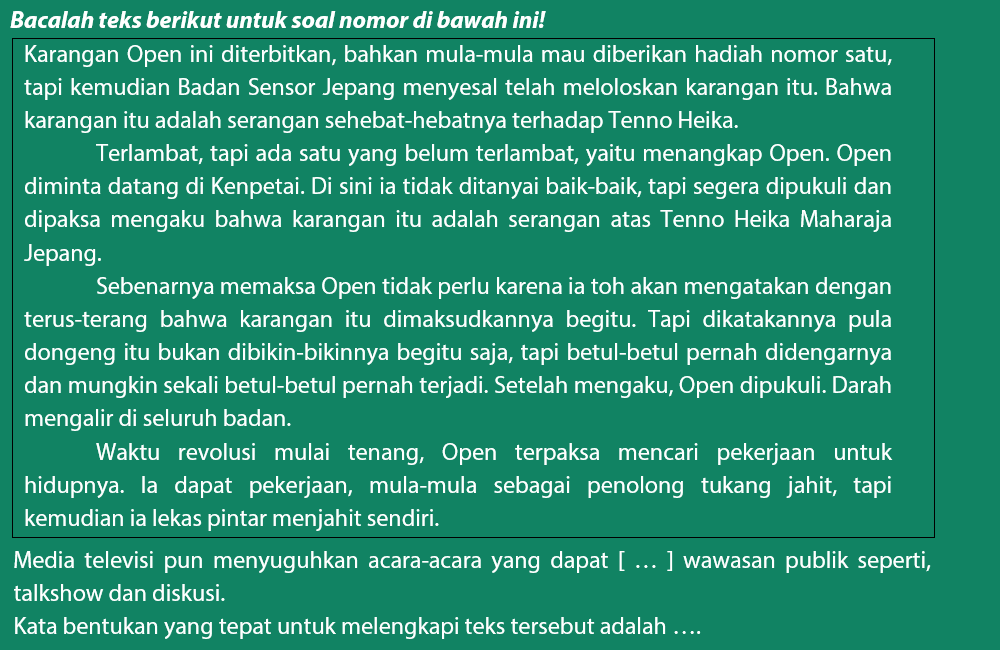 Bacalah teks berikut untuk soal nomor di bawah ini!
Karangan Open ini diterbitkan, bahkan mula-mula mau diberikan hadiah nomor satu,
tapi kemudian Badan Sensor Jepang menyesal telah meloloskan karangan itu. Bahwa
karangan itu adalah serangan sehebat-hebatnya terhadap Tenno Heika.
Terlambat, tapi ada satu yang belum terlambat, yaitu menangkap Open. Open
diminta datang di Kenpetai. Di sini ia tidak ditanyai baik-baik, tapi segera dipukuli dan
dipaksa mengaku bahwa karangan itu adalah serangan atas Tenno Heika Maharaja
Jepang.
Sebenarnya memaksa Open tidak perlu karena ia toh akan mengatakan dengan
terus-terang bahwa karangan itu dimaksudkannya begitu. Tapi dikatakannya pula
dongeng itu bukan dibikin-bikinnya begitu saja, tapi betul-betul pernah didengarnya
dan mungkin sekali betul-betul pernah terjadi. Setelah mengaku, Open dipukuli. Darah
mengalir di seluruh badan.
Waktu revolusi mulai tenang, Open terpaksa mencari pekerjaan untuk
hidupnya. Ia dapat pekerjaan, mula-mula sebagai penolong tukang jahit, tapi
kemudian ia lekas pintar menjahit sendiri.
Media televisi pun menyuguhkan acara-acara yang dapat [ … ] wawasan publik seperti,
talkshow dan diskusi.
Kata bentukan yang tepat untuk melengkapi teks tersebut adalah ….